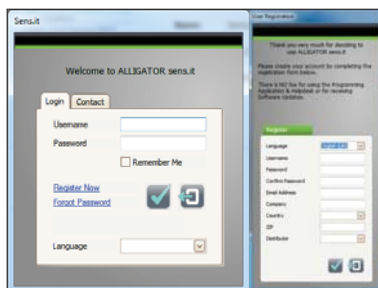 Sens.it
Welcome to ALLIGATOR sens.it
Login
Contact
Username
Password
Remember Me
Register Now
Forgot Password
Language
User Registration
Thank you very much for deciding to
use ALLIGATOR sens.it
Please create your account by completing the
registration form below.
There is NO fee for using the Programming
Application & Helpdesk or for receiving
Software Updates.
Register
Language
Username
Password
Confirm Password
Email Address
Company
Country
ZIP
Distributor